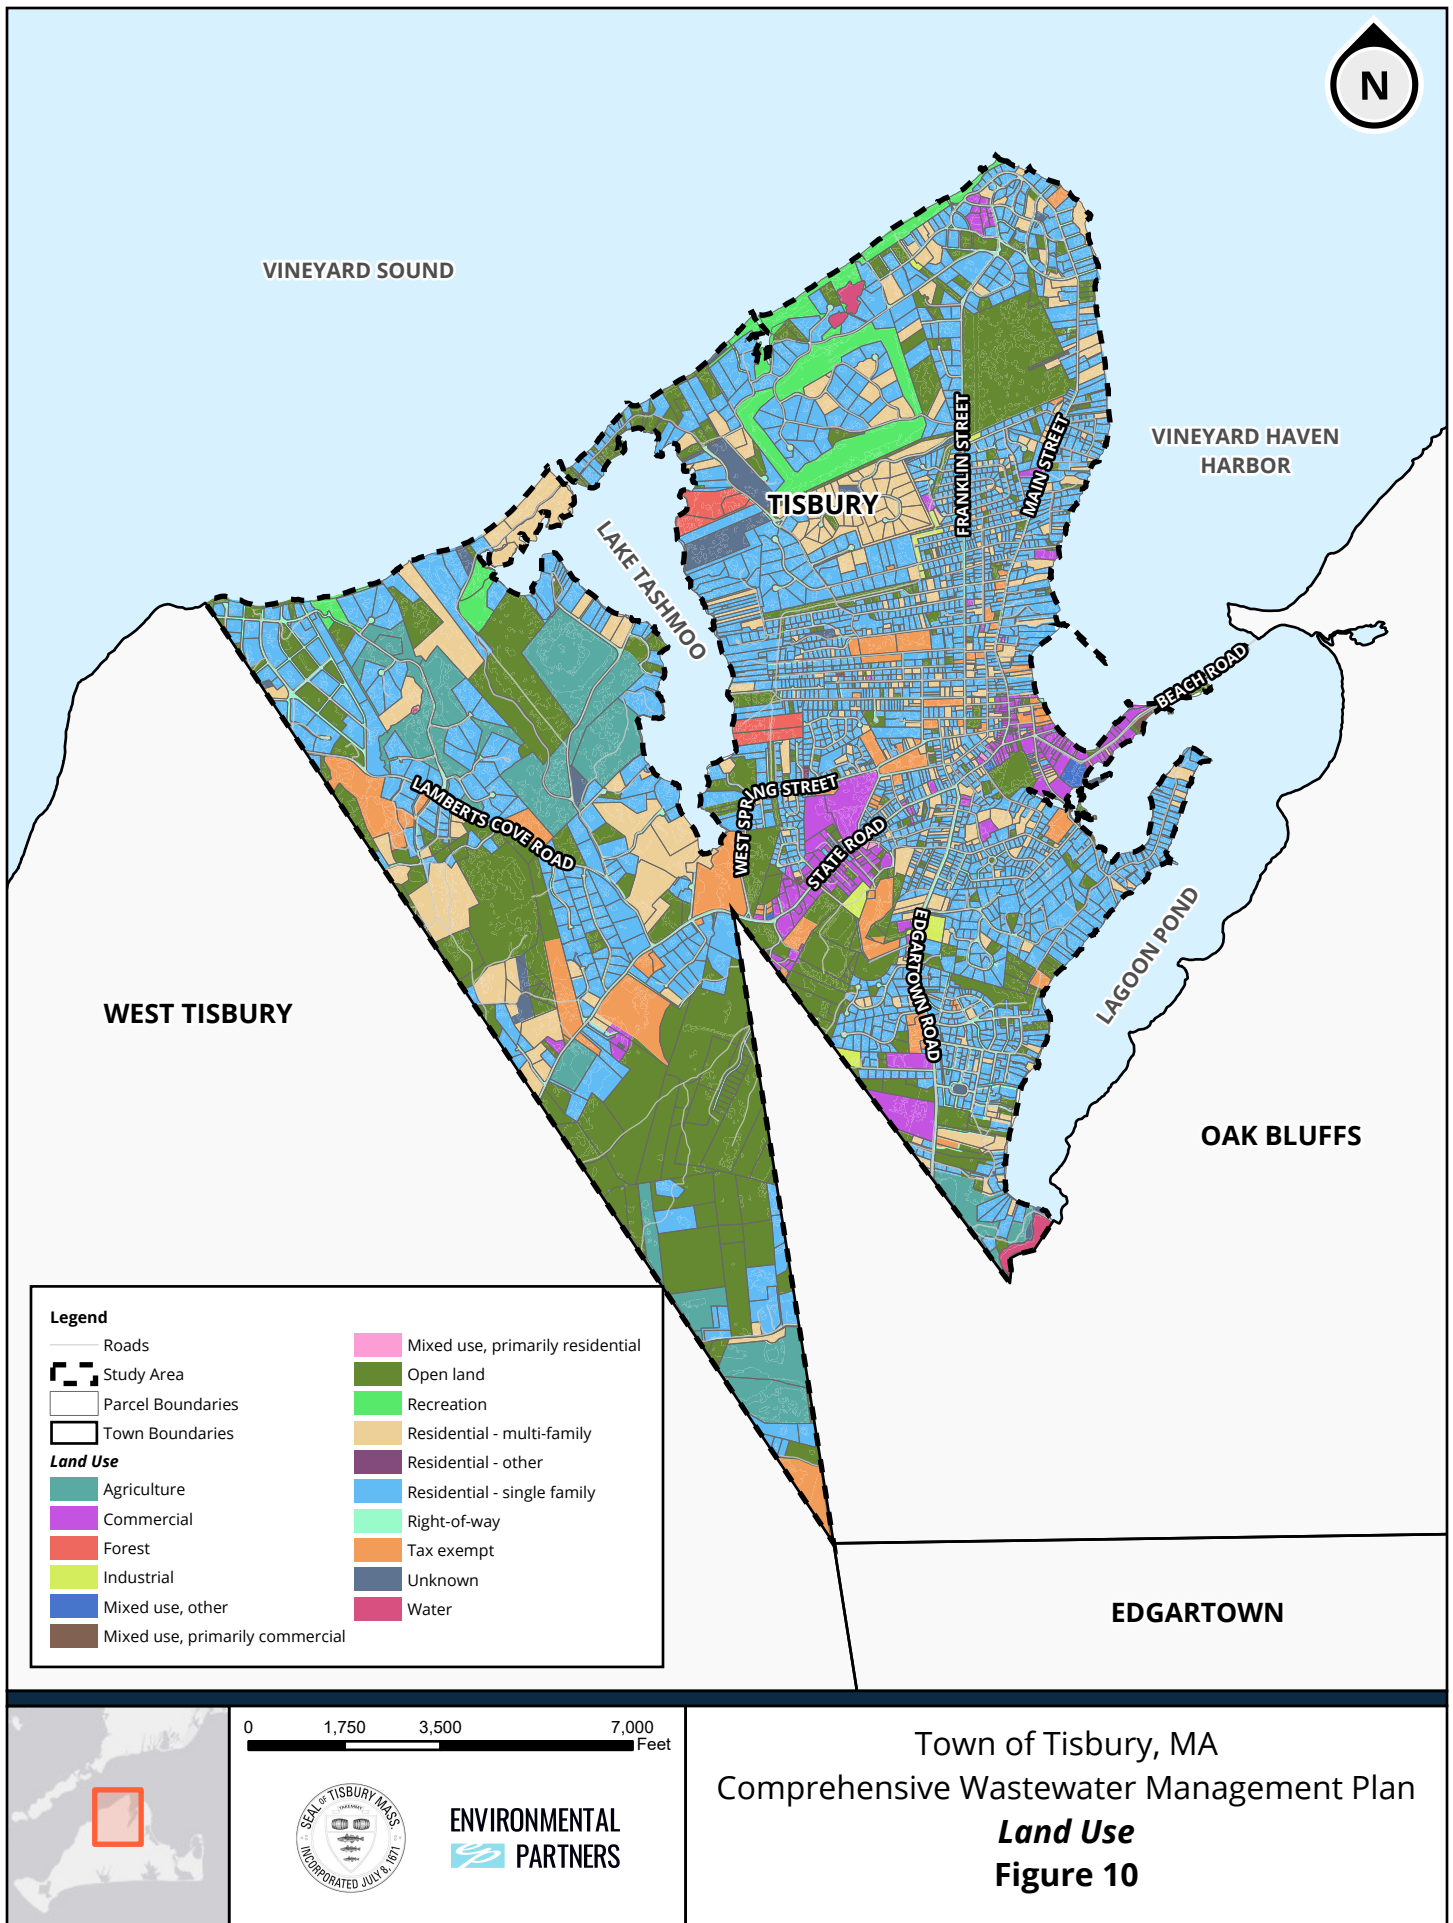 N
VINEYARD SOUND
VINEYARD HAVEN
HARBOR
FRANKLIN STREET
MAIN STREET
TISBURY
LAKE TASHMOO
BEACH ROAD
WEST SPRING STREET
LAMBERTS COVE ROAD
STATE ROAD
EDGARTOWN ROAD
LAGOON POND
WEST TISBURY
OAK BLUFFS
EDGARTOWN
Legend
Roads
Study Area
Parcel Boundaries
Town Boundaries
Land Use
Agriculture
Commercial
Forest
Industrial
Mixed use, other
Mixed use, primarily commercial
Mixed use, primarily residential
Open land
Recreation
Residential - multi-family
Residential - other
Residential - single family
Right-of-way
Tax exempt
Unknown
Water
0 1,750 3,500 7,000
Feet
SEAL OF TISBURY MASS.
INCORPORATED JULY 8, 1671
ENVIRONMENTAL
ep PARTNERS
Town of Tisbury, MA
Comprehensive Wastewater Management Plan
Land Use
Figure 10